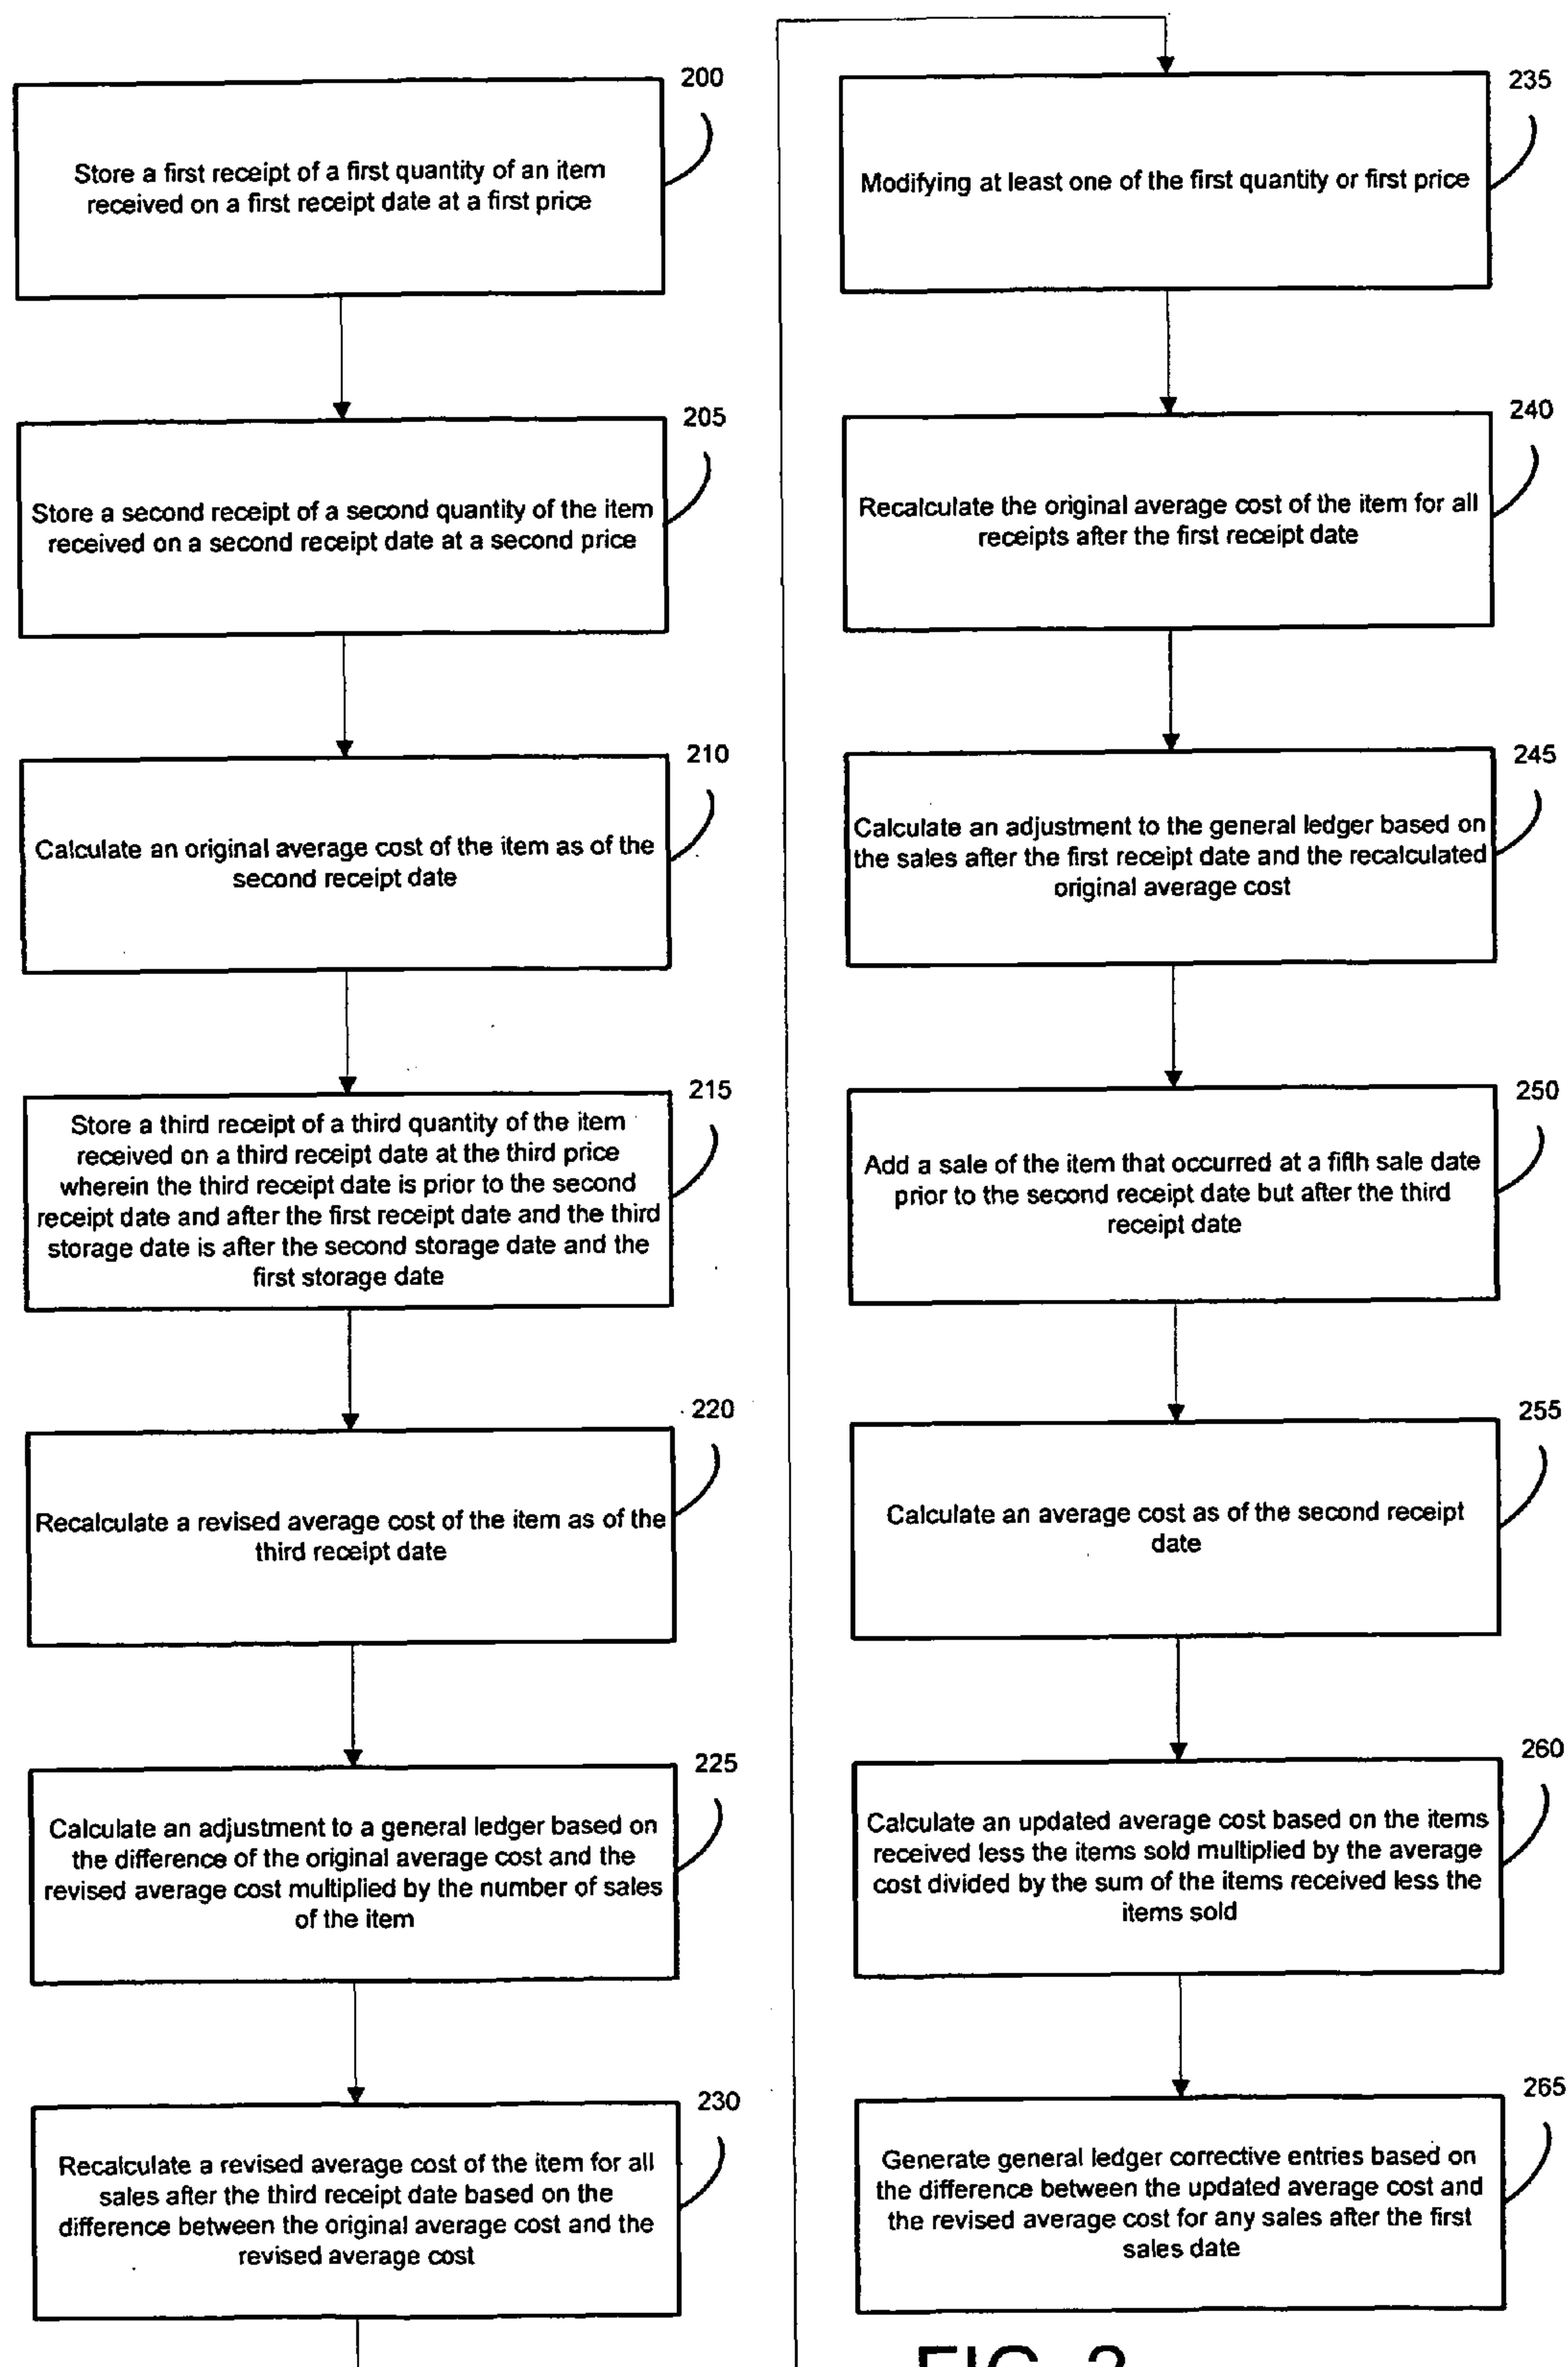 200
Store a first receipt of a first quantity of an item
received on a first receipt date at a first price
205
Store a second receipt of a second quantity of the item
received on a second receipt date at a second price
210
Calculate an original average cost of the item as of the
second receipt date
215
Store a third receipt of a third quantity of the item
received on a third receipt date at the third price
wherein the third receipt date is prior to the second
receipt date and after the first receipt date and the third
storage date is after the second storage date and the
first storage date
220
Recalculate a revised average cost of the item as of the
third receipt date
225
Calculate an adjustment to a general ledger based on
the difference of the original average cost and the
revised average cost multiplied by the number of sales
of the item
230
Recalculate a revised average cost of the item for all
sales after the third receipt date based on the
difference between the original average cost and the
revised average cost
235
Modifying at least one of the first quantity or first price
240
Recalculate the original average cost of the item for all
receipts after the first receipt date
245
Calculate an adjustment to the general ledger based on
the sales after the first receipt date and the recalculated
original average cost
250
Add a sale of the item that occurred at a fifth sale date
prior to the second receipt date but after the third
receipt date
255
Calculate an average cost as of the second receipt
date
260
Calculate an updated average cost based on the items
received less the items sold multiplied by the average
cost divided by the sum of the items received less the
items sold
265
Generate general ledger corrective entries based on
the difference between the updated average cost and
the revised average cost for any sales after the first
sales date
FIG.